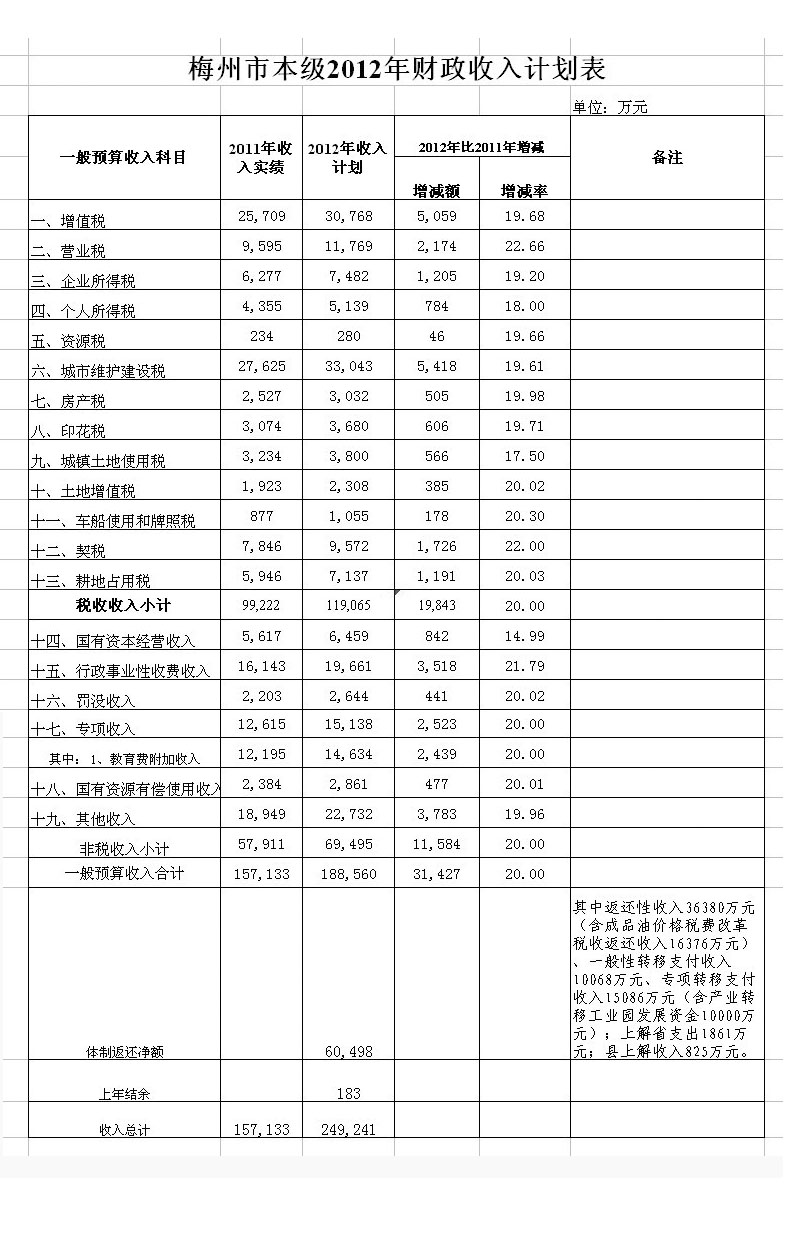 梅州市本级2012年财政收入计划表
单位：万元
一般预算收入科目 2011年收入实绩 2012年收入计划 2012年比2011年增减 备注
增减额 增减率
一、增值税 25,709 30,768 5,059 19.68
二、营业税 9,595 11,769 2,174 22.66
三、企业所得税 6,277 7,482 1,205 19.20
四、个人所得税 4,355 5,139 784 18.00
五、资源税 234 280 46 19.66
六、城市维护建设税 27,625 33,043 5,418 19.61
七、房产税 2,527 3,032 505 19.98
八、印花税 3,074 3,680 606 19.71
九、城镇土地使用税 3,234 3,800 566 17.50
十、土地增值税 1,923 2,308 385 20.02
十一、车船使用和牌照税 877 1,055 178 20.30
十二、契税 7,846 9,572 1,726 22.00
十三、耕地占用税 5,946 7,137 1,191 20.03
税收收入小计 99,222 119,065 19,843 20.00
十四、国有资本经营收入 5,617 6,459 842 14.99
十五、行政事业性收费收入 16,143 19,661 3,518 21.79
十六、罚没收入 2,203 2,644 441 20.02
十七、专项收入 12,615 15,138 2,523 20.00
其中：1、教育费附加收入 12,195 14,634 2,439 20.00
十八、国有资源有偿使用收入 2,384 2,861 477 20.01
十九、其他收入 18,949 22,732 3,783 19.96
非税收入小计 57,911 69,495 11,584 20.00
一般预算收入合计 157,133 188,560 31,427 20.00
其中返还性收入36380万元
（含成品油价格税费改革
税收返还收入16376万元）
、一般性转移支付收入
10068万元、专项转移支付
收入15086万元（含产业转
移工业园发展资金10000万
元）；上解省支出1861万
元；县上解收入825万元。
体制返还净额 60,498
上年结余 183
收入总计 157,133 249,241